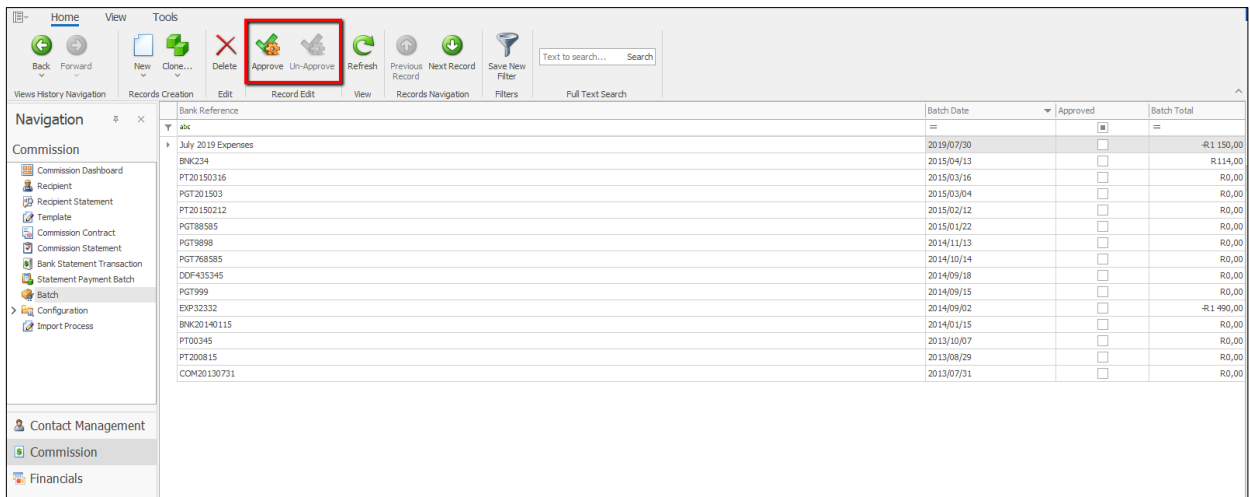 Home View Tools
Back Forward New Clone... Delete Approve Un-Approve Refresh Previous Record Next Record Save New Filter Text to search... Search
Views History Navigation Records Creation Edit Record Edit View Records Navigation Filters Full Text Search
Navigation
Commission
Commission Dashboard
Recipient
Recipient Statement
Template
Commission Contract
Commission Statement
Bank Statement Transaction
Statement Payment Batch
Batch
Configuration
Import Process
Contact Management
Commission
Financials
Bank Reference Batch Date Approved Batch Total
abc = =
July 2019 Expenses 2019/07/30 -R1 150,00
BNK234 2015/04/13 R114,00
PT20150316 2015/03/16 R0,00
PGT201503 2015/03/04 R0,00
PT20150212 2015/02/12 R0,00
PGT88585 2015/01/22 R0,00
PGT9898 2014/11/13 R0,00
PGT768585 2014/10/14 R0,00
DDF435345 2014/09/18 R0,00
PGT999 2014/09/15 R0,00
EXP32332 2014/09/02 -R1 490,00
BNK20140115 2014/01/15 R0,00
PT00345 2013/10/07 R0,00
PT200815 2013/08/29 R0,00
COM20130731 2013/07/31 R0,00